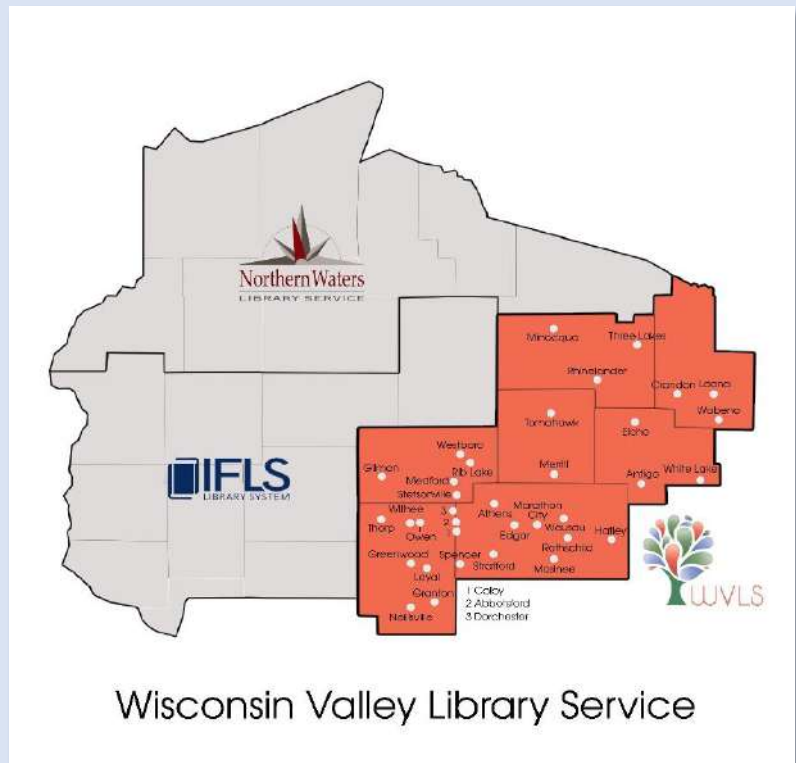 Northern Waters
LIBRARY SERVICE
IFLS
LIBRARY SYSTEM
Minocqua
Three Lakes
Rhinelander
Crandon
Laona
Wabeno
Tomahawk
Elcho
Merrill
Antigo
White Lake
Westboro
Gilman
Rib Lake
Medford
Stetsonville
Withee
Thorp
Owen
3
2
Athens
Marathon
City
Wausau
Edgar
Hatley
Rothschild
Greenwood
Spencer
Stratford
Mosinee
Loyal
Granton
Neillsville
1 Colby
2 Abbotsford
3 Dorchester
WVLS
Wisconsin Valley Library Service